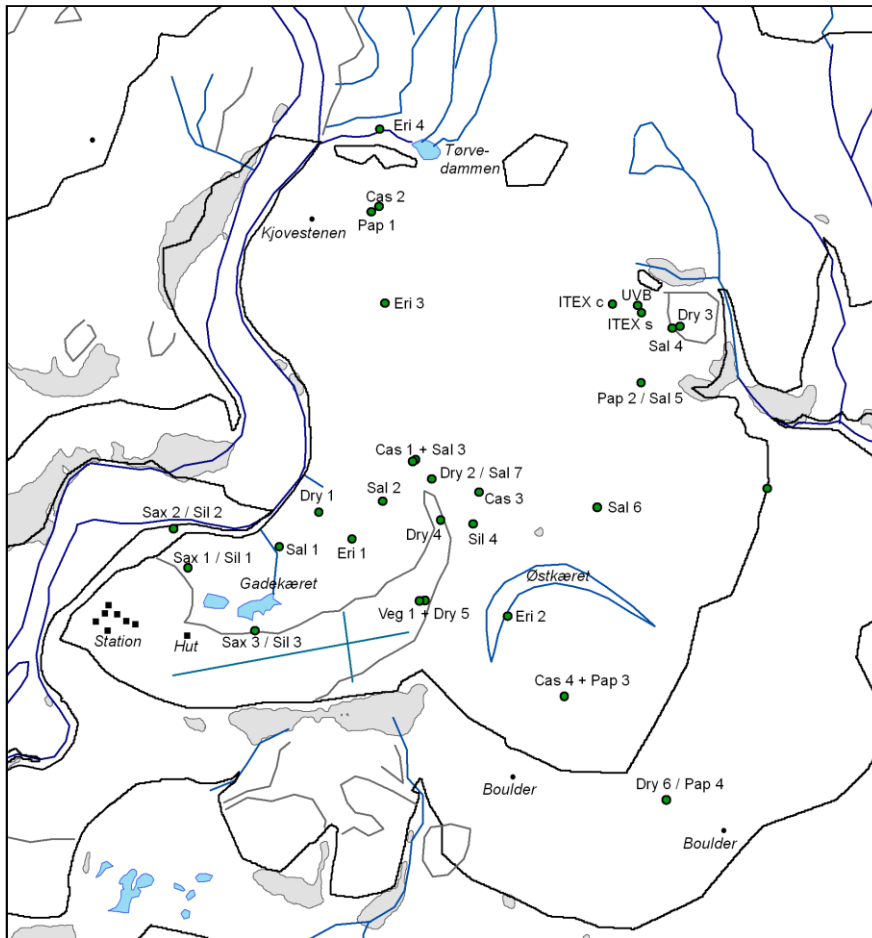 Eri 4
Tørve-
dammen
Cas 2
Pap 1
Kjovestenen
Eri 3
ITEX c
UVB
ITEX s
Dry 3
Sal 4
Pap 2 / Sal 5
Cas 1 + Sal 3
Dry 2 / Sal 7
Cas 3
Dry 1
Sal 2
Sal 6
Sax 2 / Sil 2
Dry 4
Sil 4
Eri 1
Sal 1
Sax 1 / Sil 1
Gadekæret
Østkæret
Veg 1 + Dry 5
Eri 2
Station
Hut
Sax 3 / Sil 3
Cas 4 + Pap 3
Boulder
Dry 6 / Pap 4
Boulder